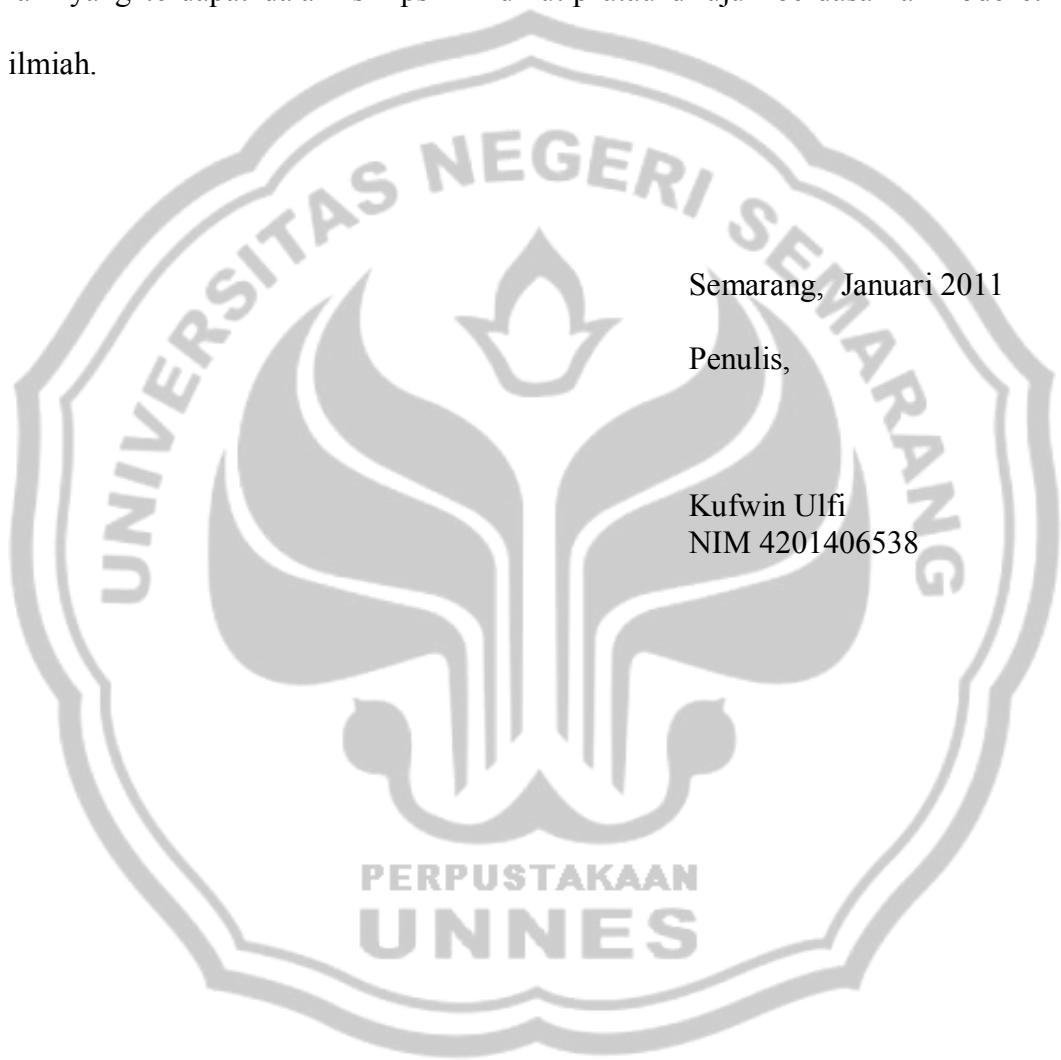 ilmiah.
UNIVERSITAS NEGERI SEMARANG
Semarang, Januari 2011
Penulis,
Kufwin Ulfi
NIM 4201406538
PERPUSTAKAAN
UNNES